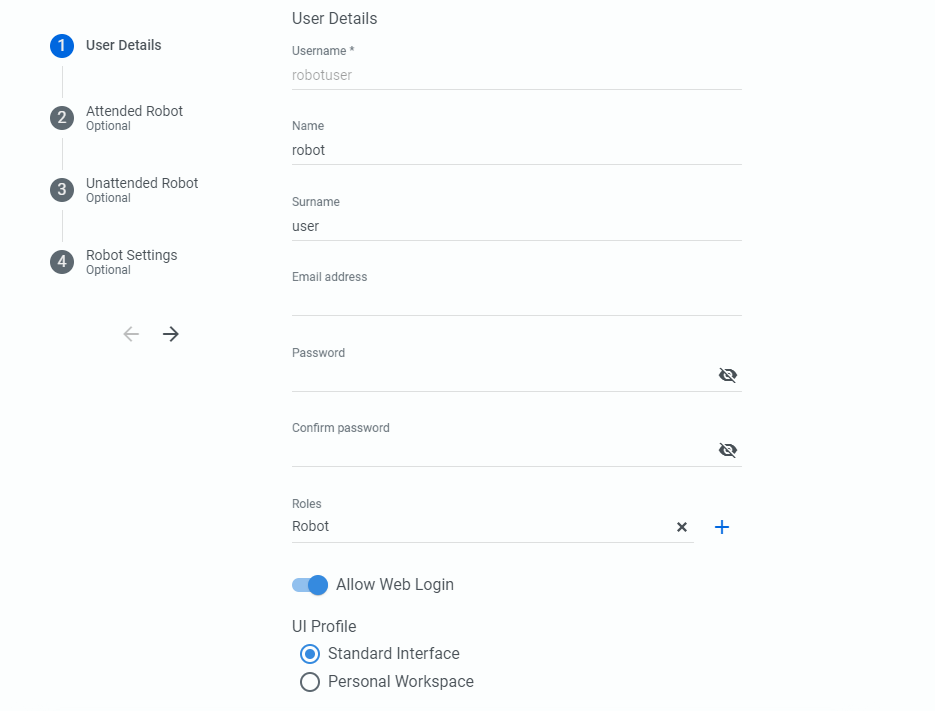 1 User Details
2 Attended Robot
Optional
3 Unattended Robot
Optional
4 Robot Settings
Optional
User Details
Username *
robotuser
Name
robot
Surname
user
Email address
Password
Confirm password
Roles
Robot
Allow Web Login
UI Profile
Standard Interface
Personal Workspace